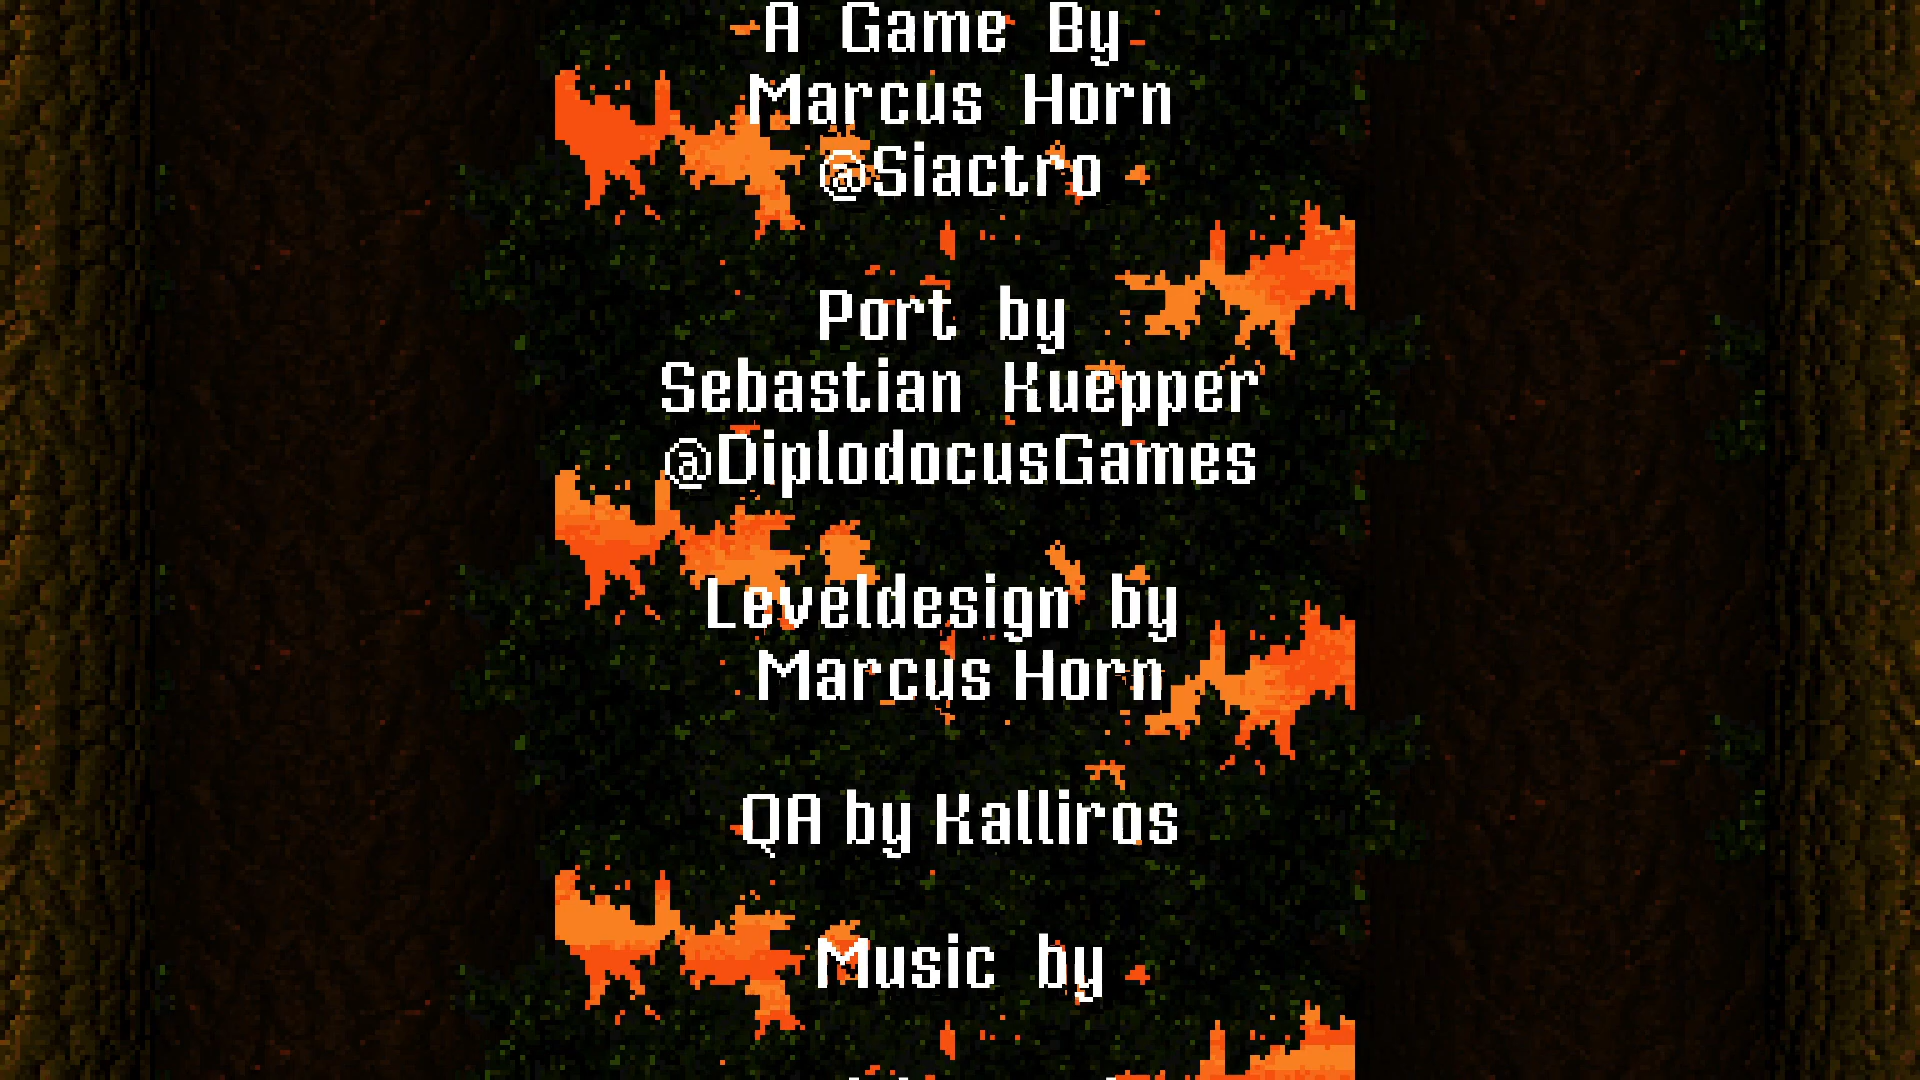 A Game By
Marcus Horn
@Siactro
Port by
Sebastian Kuepper
@DiplodocusGames
Leveldesign by
Marcus Horn
QA by Kalliros
Music by